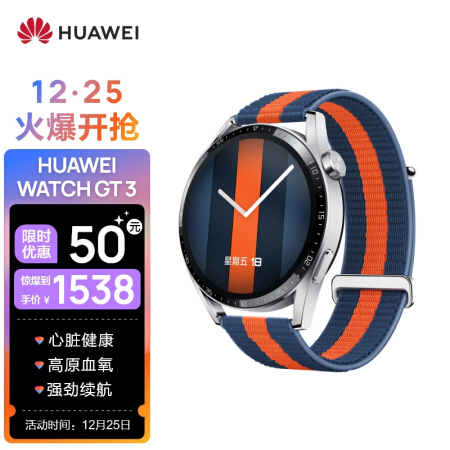 HUAWEI
12·25
火爆开抢
HUAWEI
WATCH GT 3
限时
优惠
50元
惊爆到
手价¥
1538
心脏健康
高原血氧
强劲续航
活动时间：12月25日
星期五 18